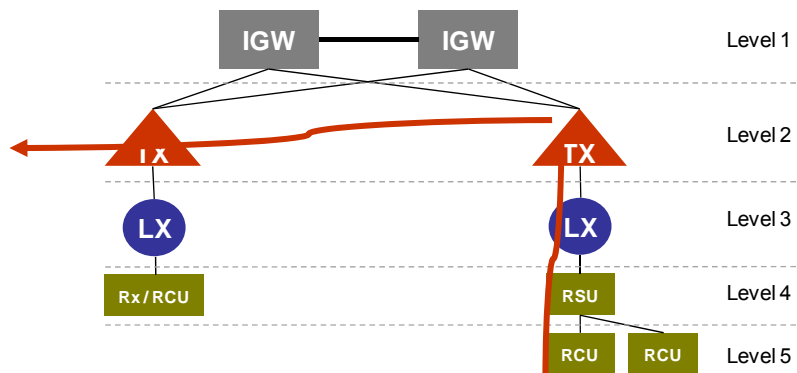 IGW IGW Level 1
TX TX Level 2
LX LX Level 3
Rx / RCU RSU Level 4
RCU RCU Level 5